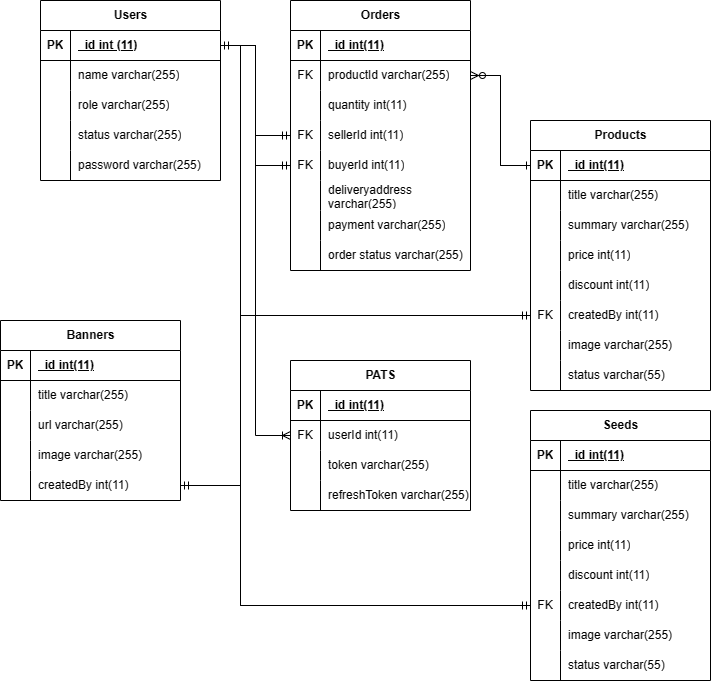 Users
PK _id int (11)
name varchar(255)
role varchar(255)
status varchar(255)
password varchar(255)
Orders
PK _id int(11)
FK productId varchar(255)
quantity int(11)
FK sellerId int(11)
FK buyerId int(11)
deliveryaddress
varchar(255)
payment varchar(255)
order status varchar(255)
Products
PK _id int(11)
title varchar(255)
summary varchar(255)
price int(11)
discount int(11)
FK createdBy int(11)
image varchar(255)
status varchar(55)
Banners
PK _id int(11)
title varchar(255)
url varchar(255)
image varchar(255)
createdBy int(11)
PATS
PK _id int(11)
FK userId int(11)
token varchar(255)
refreshToken varchar(255)
Seeds
PK _id int(11)
title varchar(255)
summary varchar(255)
price int(11)
discount int(11)
FK createdBy int(11)
image varchar(255)
status varchar(55)